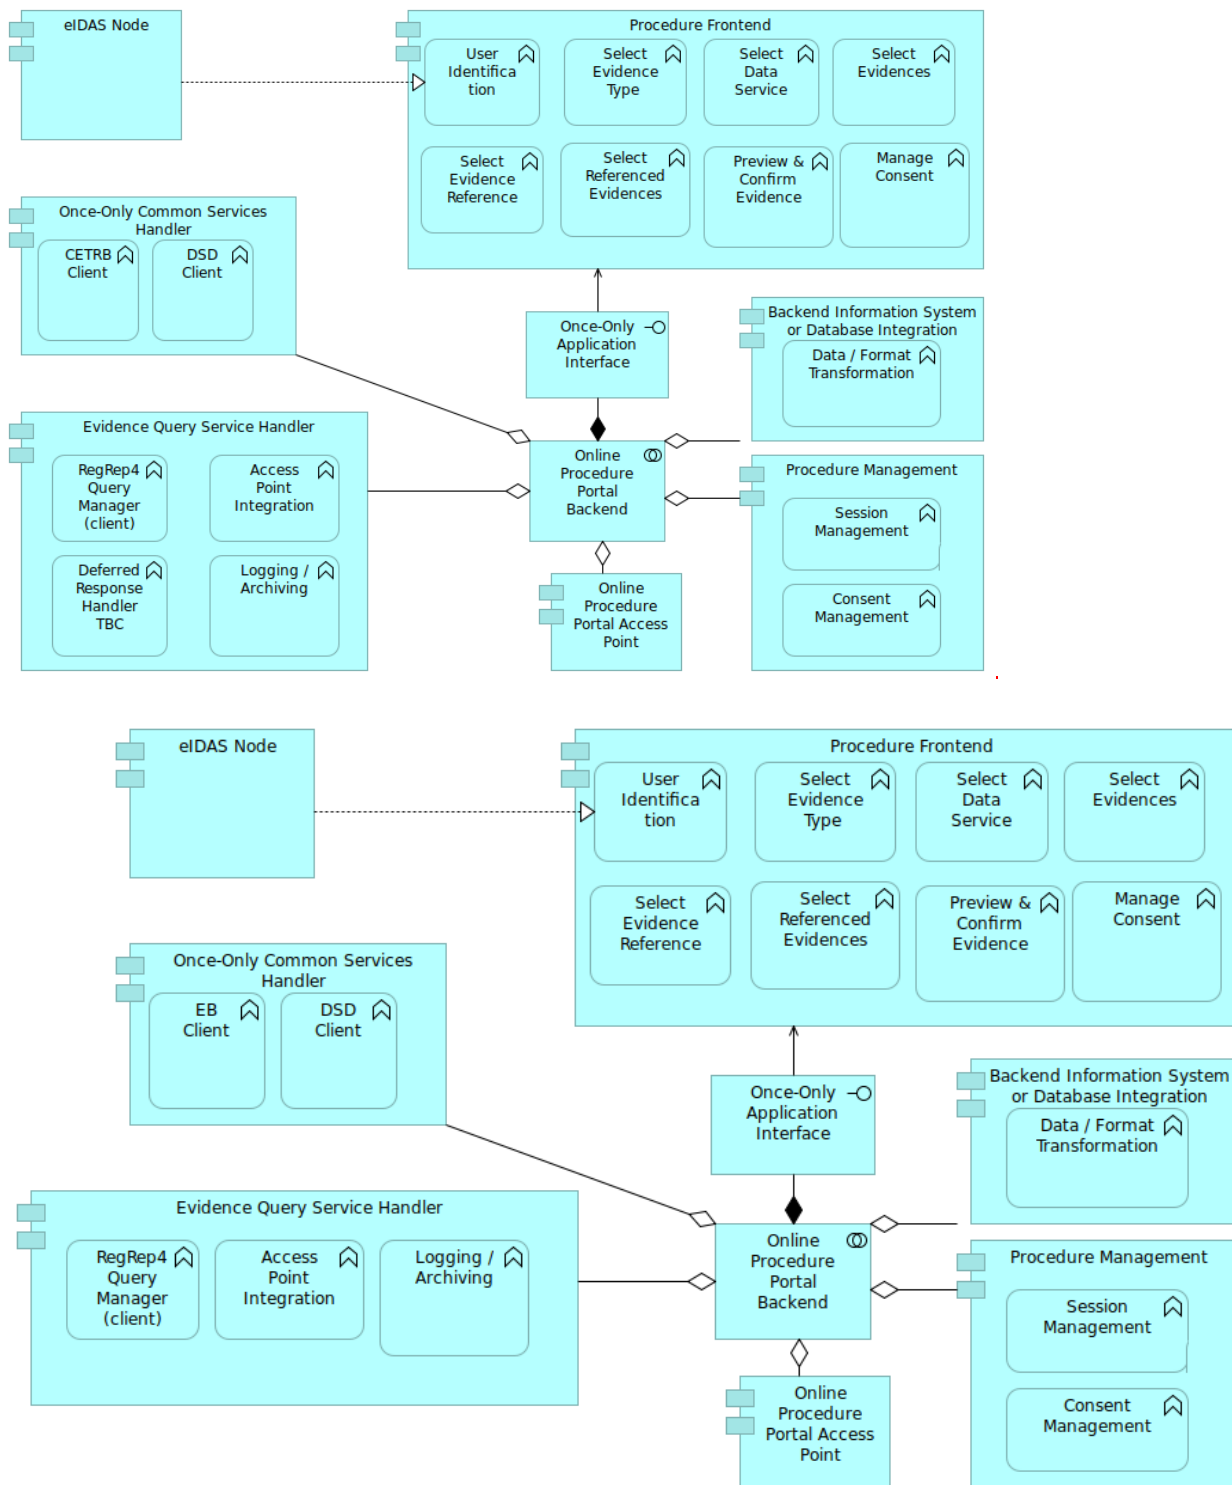 eIDAS Node
Procedure Frontend
User
Identifica
tion
Select
Evidence
Type
Select
Data
Service
Select
Evidences
Select
Evidence
Reference
Select
Referenced
Evidences
Preview &
Confirm
Evidence
Manage
Consent
Once-Only Common Services
Handler
CETRB
Client
DSD
Client
Once-Only
Application
Interface
Backend Information System
or Database Integration
Data / Format
Transformation
Evidence Query Service Handler
RegRep4
Query
Manager
(client)
Access
Point
Integration
Deferred
Response
Handler
TBC
Logging /
Archiving
Online
Procedure
Portal
Backend
Procedure Management
Session
Management
Consent
Management
Online
Procedure
Portal Access
Point
eIDAS Node
Procedure Frontend
User
Identifica
tion
Select
Evidence
Type
Select
Data
Service
Select
Evidences
Select
Evidence
Reference
Select
Referenced
Evidences
Preview &
Confirm
Evidence
Manage
Consent
Once-Only Common Services
Handler
EB
Client
DSD
Client
Once-Only
Application
Interface
Backend Information System
or Database Integration
Data / Format
Transformation
Evidence Query Service Handler
RegRep4
Query
Manager
(client)
Access
Point
Integration
Logging /
Archiving
Online
Procedure
Portal
Backend
Procedure Management
Session
Management
Consent
Management
Online
Procedure
Portal Access
Point